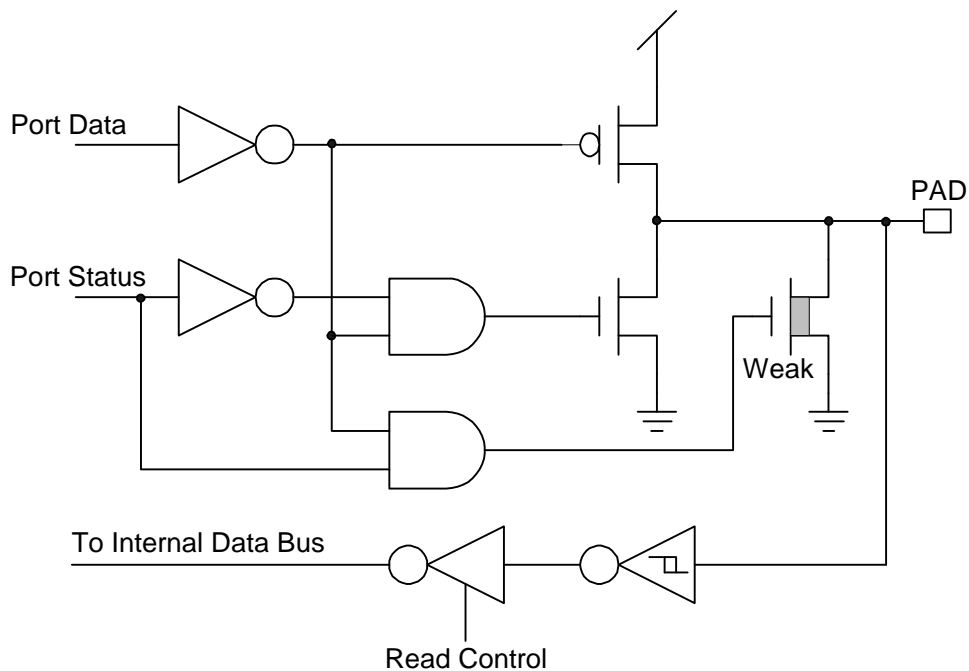 Port Data
PAD
Port Status
Weak
To Internal Data Bus
Read Control